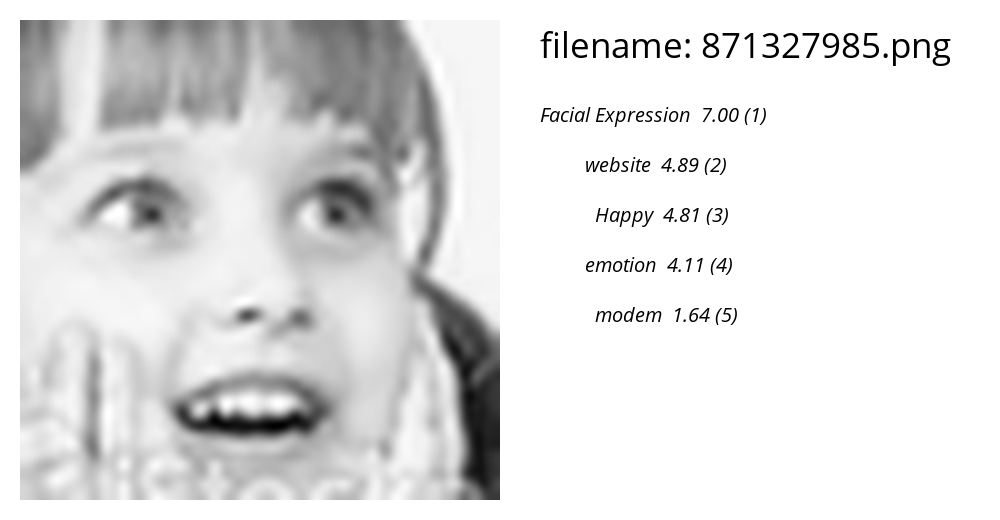 filename: 871327985.png
Facial Expression 7.00 (1)
website 4.89 (2)
Happy 4.81 (3)
emotion 4.11 (4)
modem 1.64 (5)
istock